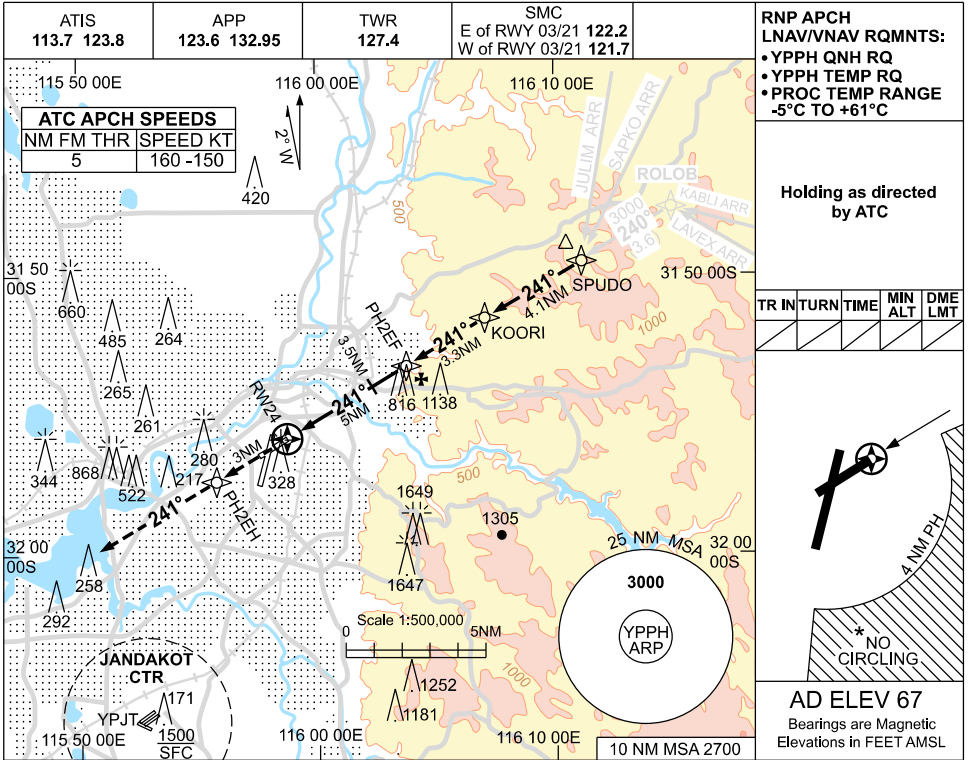 ATIS
113.7 123.8
APP
123.6 132.95
TWR
127.4
SMC
E of RWY 03/21 122.2
W of RWY 03/21 121.7
RNP APCH
LNAV/VNAV RQMNTS:
• YPPH QNH RQ
• YPPH TEMP RQ
• PROC TEMP RANGE
-5°C TO +61°C
Holding as directed
by ATC
TR IN TURN TIME MIN ALT DME LMT
115 50 00E
116 00 00E
116 10 00E
ATC APCH SPEEDS
NM FM THR SPEED KT
5 160 -150
2° W
420
500
JULIM ARR
SAPKO ARR
ROLOB
KABLI ARR
LAVEX ARR
3000
240°
(3.6)
31 50
00S
31 50 00S
SPUDO
241°
4.1NM
KOORI
1000
660
485
264
265
261
PH2EF
241°
3.3NM
3.5NM
241°
5NM
816
1138
RW24
3NM
280
328
344
868
522
217
PH2EH
241°
500
1649
1305
1647
32 00
00S
32 00
00S
25 NM MSA
3000
YPPH
ARP
258
292
Scale 1:500,000
0 5NM
JANDAKOT
CTR
171
YPJT
1500
SFC
1252
1181
1000
115 50 00E
116 00 00E
116 10 00E
10 NM MSA 2700
4 NM PH
*
NO
CIRCLING
AD ELEV 67
Bearings are Magnetic
Elevations in FEET AMSL